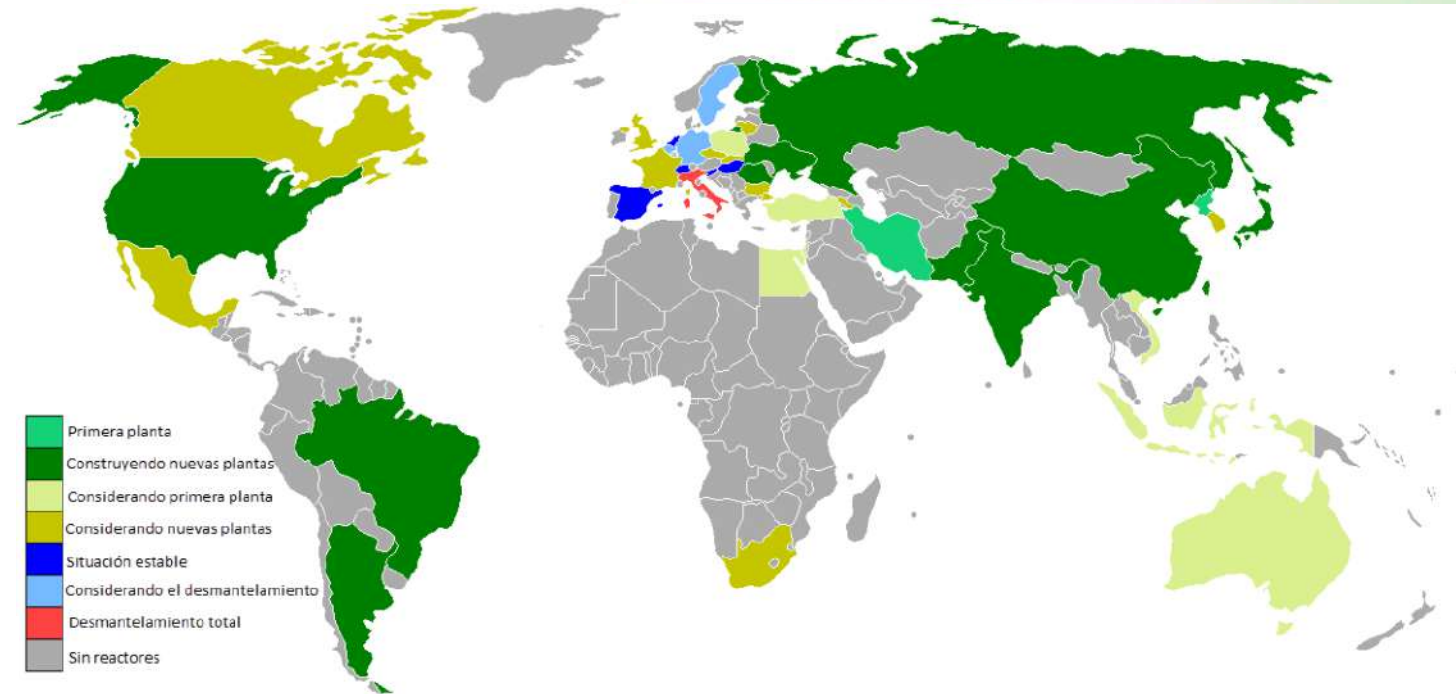 Primera planta
Construyendo nuevas plantas
Considerando primera planta
Considerando nuevas plantas
Situación estable
Considerando el desmantelamiento
Desmantelamiento total
Sin reactores